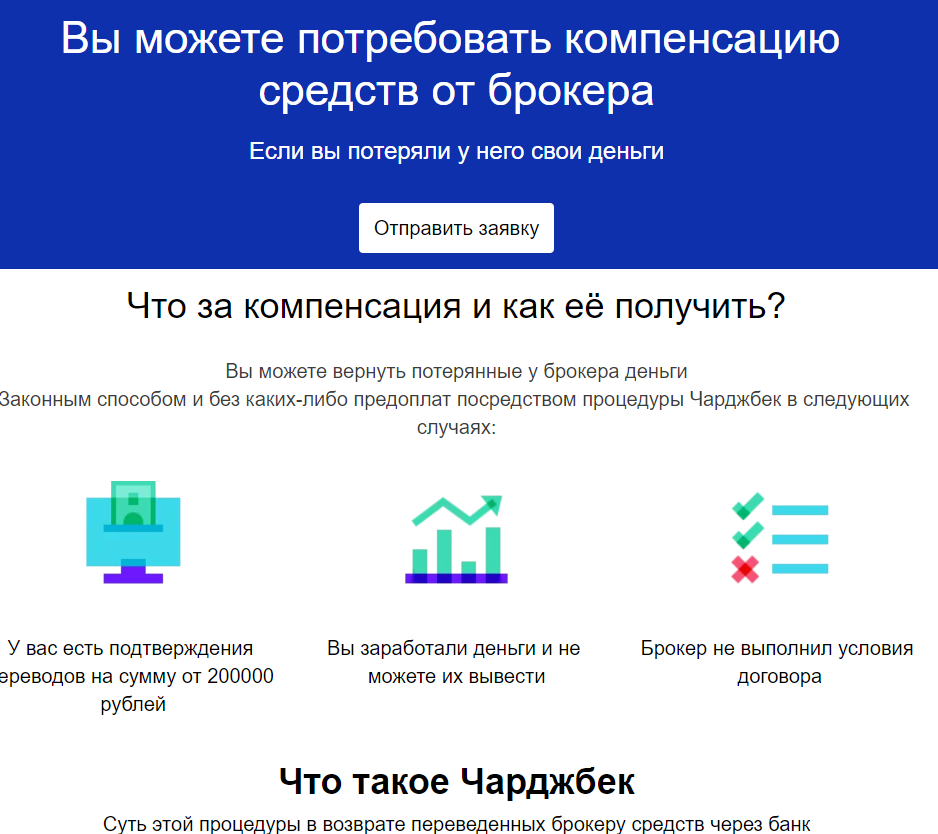 Вы можете потребовать компенсацию
средств от брокера
Если вы потеряли у него свои деньги
Отправить заявку
Что за компенсация и как её получить?
Вы можете вернуть потерянные у брокера деньги
Законным способом и без каких-либо предоплат посредством процедуры Чарджбек в следующих
случаях:
У вас есть подтверждения
ереводов на сумму от 200000
рублей
Вы заработали деньги и не
можете их вывести
Брокер не выполнил условия
договора
Что такое Чарджбек
Суть этой процедуры в возврате переведенных брокеру средств через банк